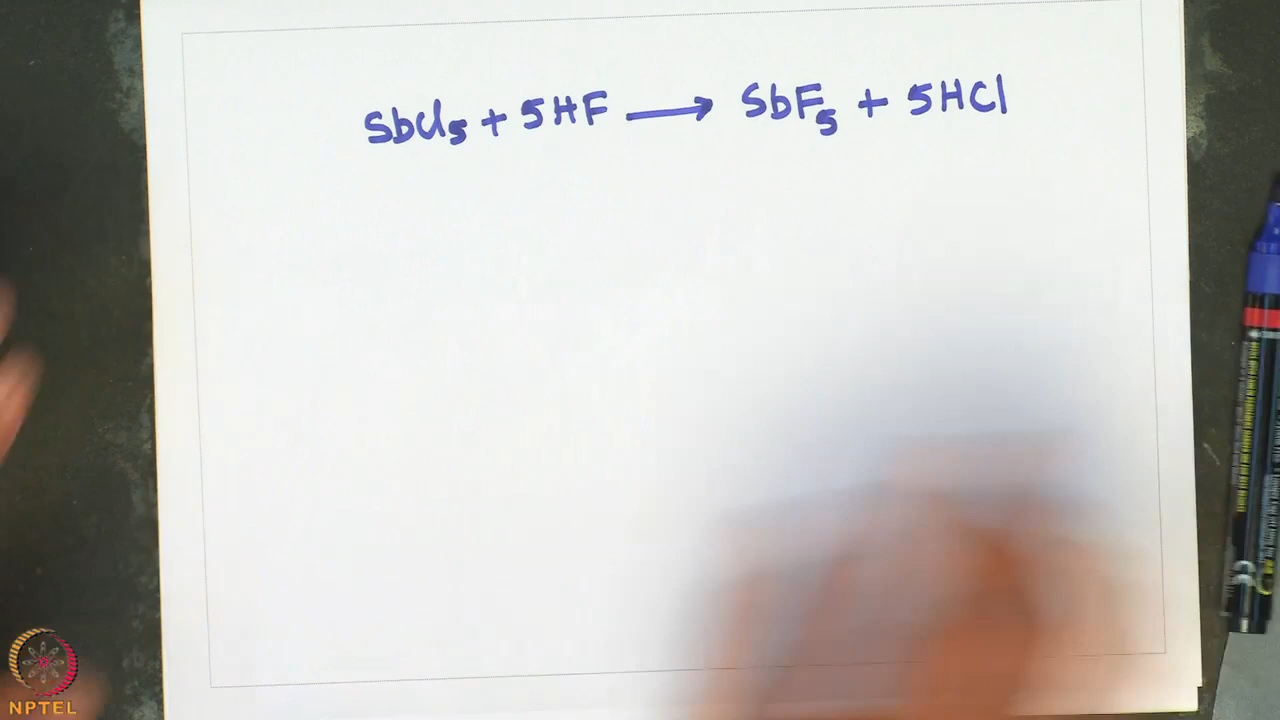 SbCl₅ + 5HF ⟶ SbF₅ + 5HCl
NPTEL